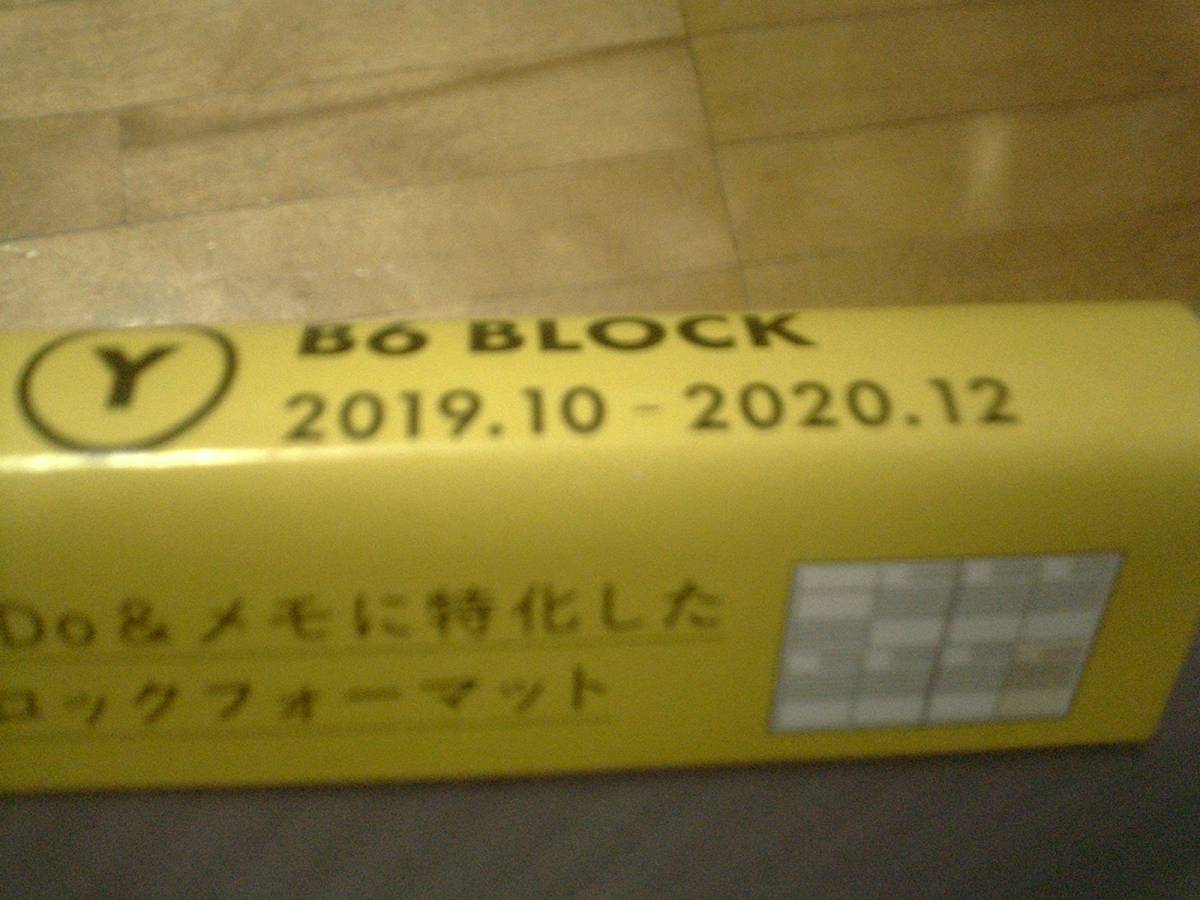 Y
B6 BLOCK
2019.10 - 2020.12
Do&メモに特化した
ロックフォーマット